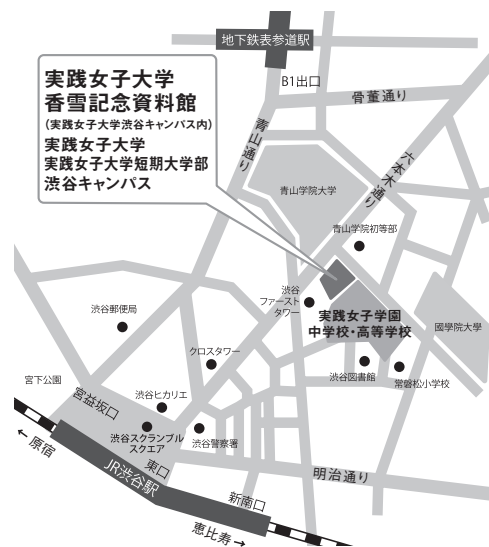 地下鉄表参道駅
B1出口
実践女子大学
香雪記念資料館
(実践女子大学渋谷キャンパス内)
実践女子大学
実践女子大学短期大学部
渋谷キャンパス
骨董通り
青山通り
六本木通り
青山学院大学
青山学院初等部
渋谷
ファースト
タワー
実践女子学園
中学校・高等学校
國學院大學
渋谷郵便局
クロスタワー
渋谷図書館
常磐松小学校
宮下公園
宮益坂口
渋谷ヒカリエ
渋谷スクランブル
スクエア
渋谷警察署
←原宿
JR渋谷駅
東口
明治通り
新南口
恵比寿→